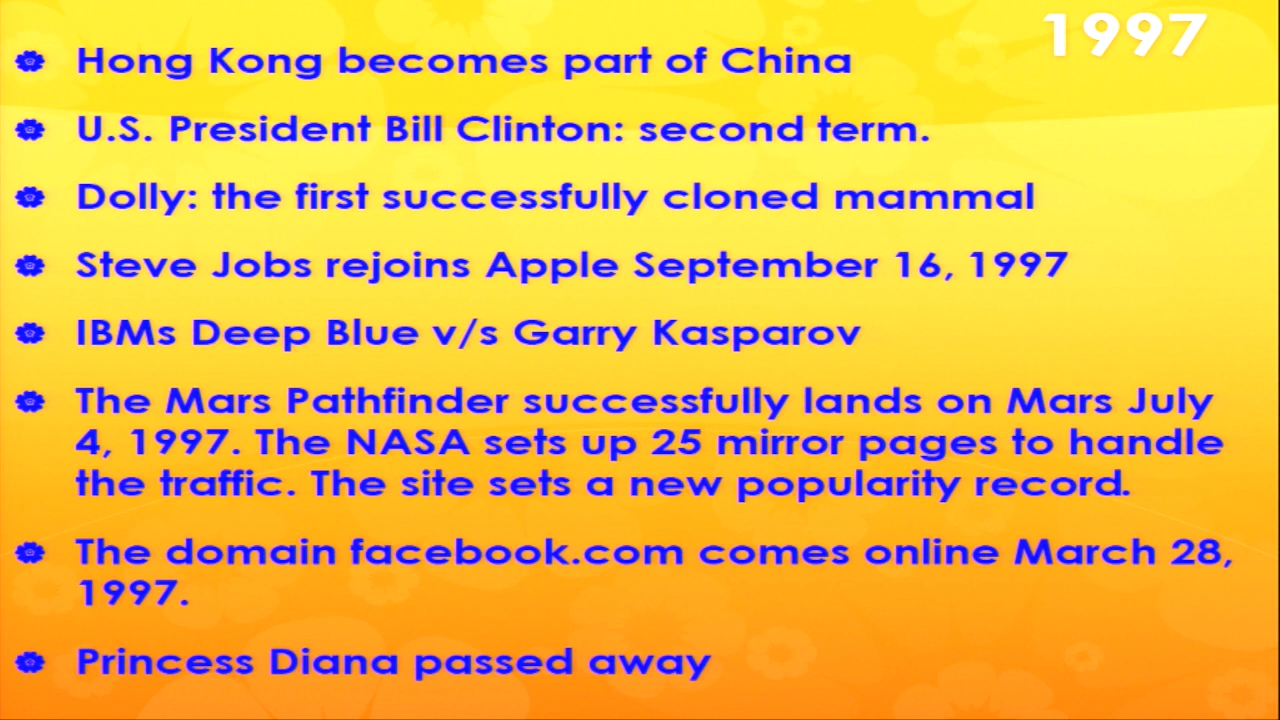 1997
Hong Kong becomes part of China
U.S. President Bill Clinton: second term.
Dolly: the first successfully cloned mammal
Steve Jobs rejoins Apple September 16, 1997
IBMs Deep Blue v/s Garry Kasparov
The Mars Pathfinder successfully lands on Mars July
4, 1997. The NASA sets up 25 mirror pages to handle
the traffic. The site sets a new popularity record.
The domain facebook.com comes online March 28,
1997.
Princess Diana passed away